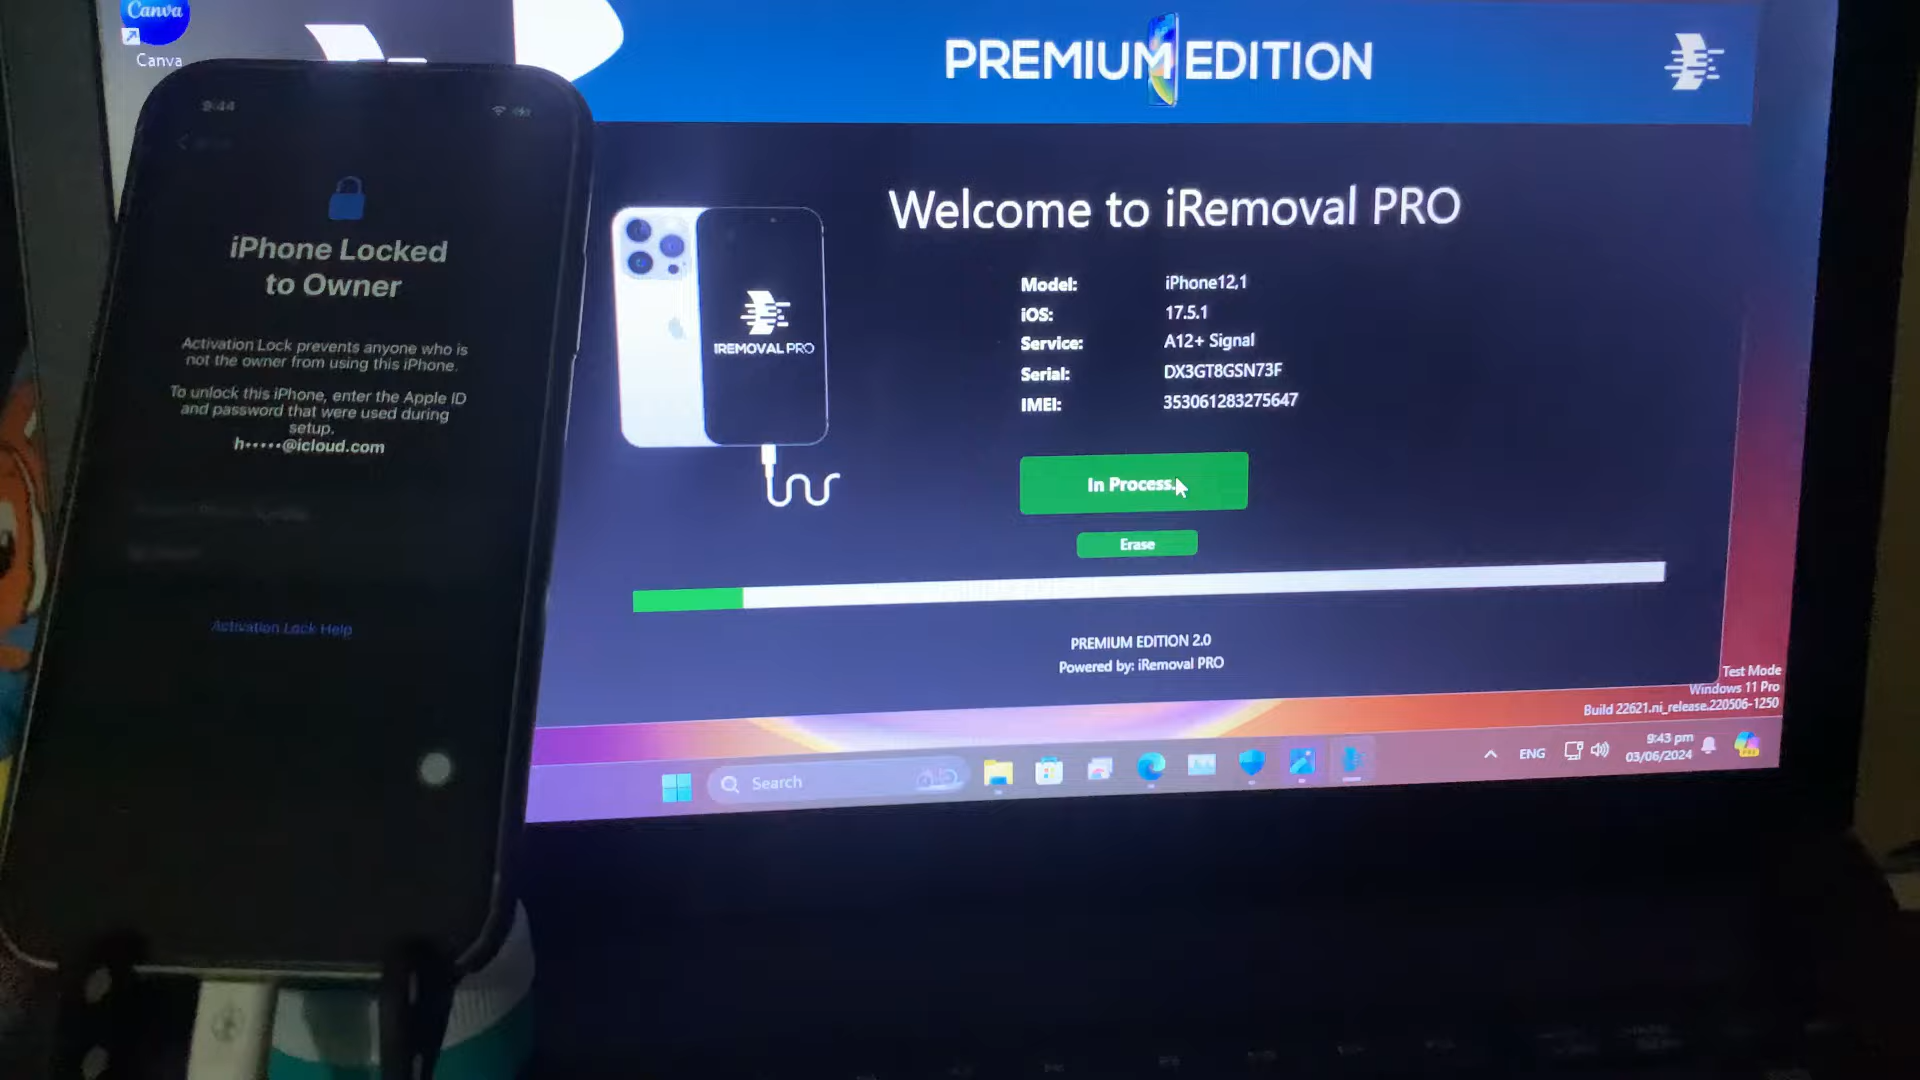 Canva
Canva
9:44
iPhone Locked
to Owner
Activation Lock prevents anyone who is
not the owner from using this iPhone.
To unlock this iPhone, enter the Apple ID
and password that were used during
setup.
h•••••@icloud.com
Activation Lock Help
PREMIUM EDITION
Welcome to iRemoval PRO
IREMOVAL PRO
Model: iPhone12,1
iOS: 17.5.1
Service: A12+ Signal
Serial: DX3GT8GSN73F
IMEI: 353061283275647
In Process.
Erase
PREMIUM EDITION 2.0
Powered by: iRemoval PRO
Test Mode
Windows 11 Pro
Build 22621.ni_release.220506-1250
Search
ENG
9:43 pm
03/06/2024